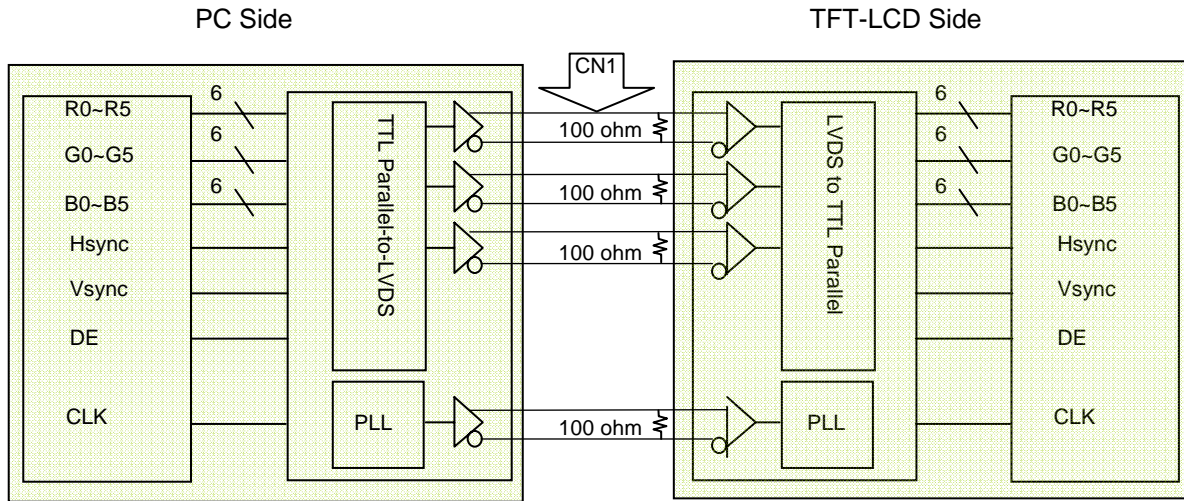 PC Side
TFT-LCD Side
CN1
R0~R5
6
G0~G5
6
B0~B5
6
Hsync
Vsync
DE
CLK
TTL Parallel-to-LVDS
PLL
100 ohm
100 ohm
100 ohm
100 ohm
LVDS to TTL Parallel
PLL
6
R0~R5
6
G0~G5
6
B0~B5
Hsync
Vsync
DE
CLK